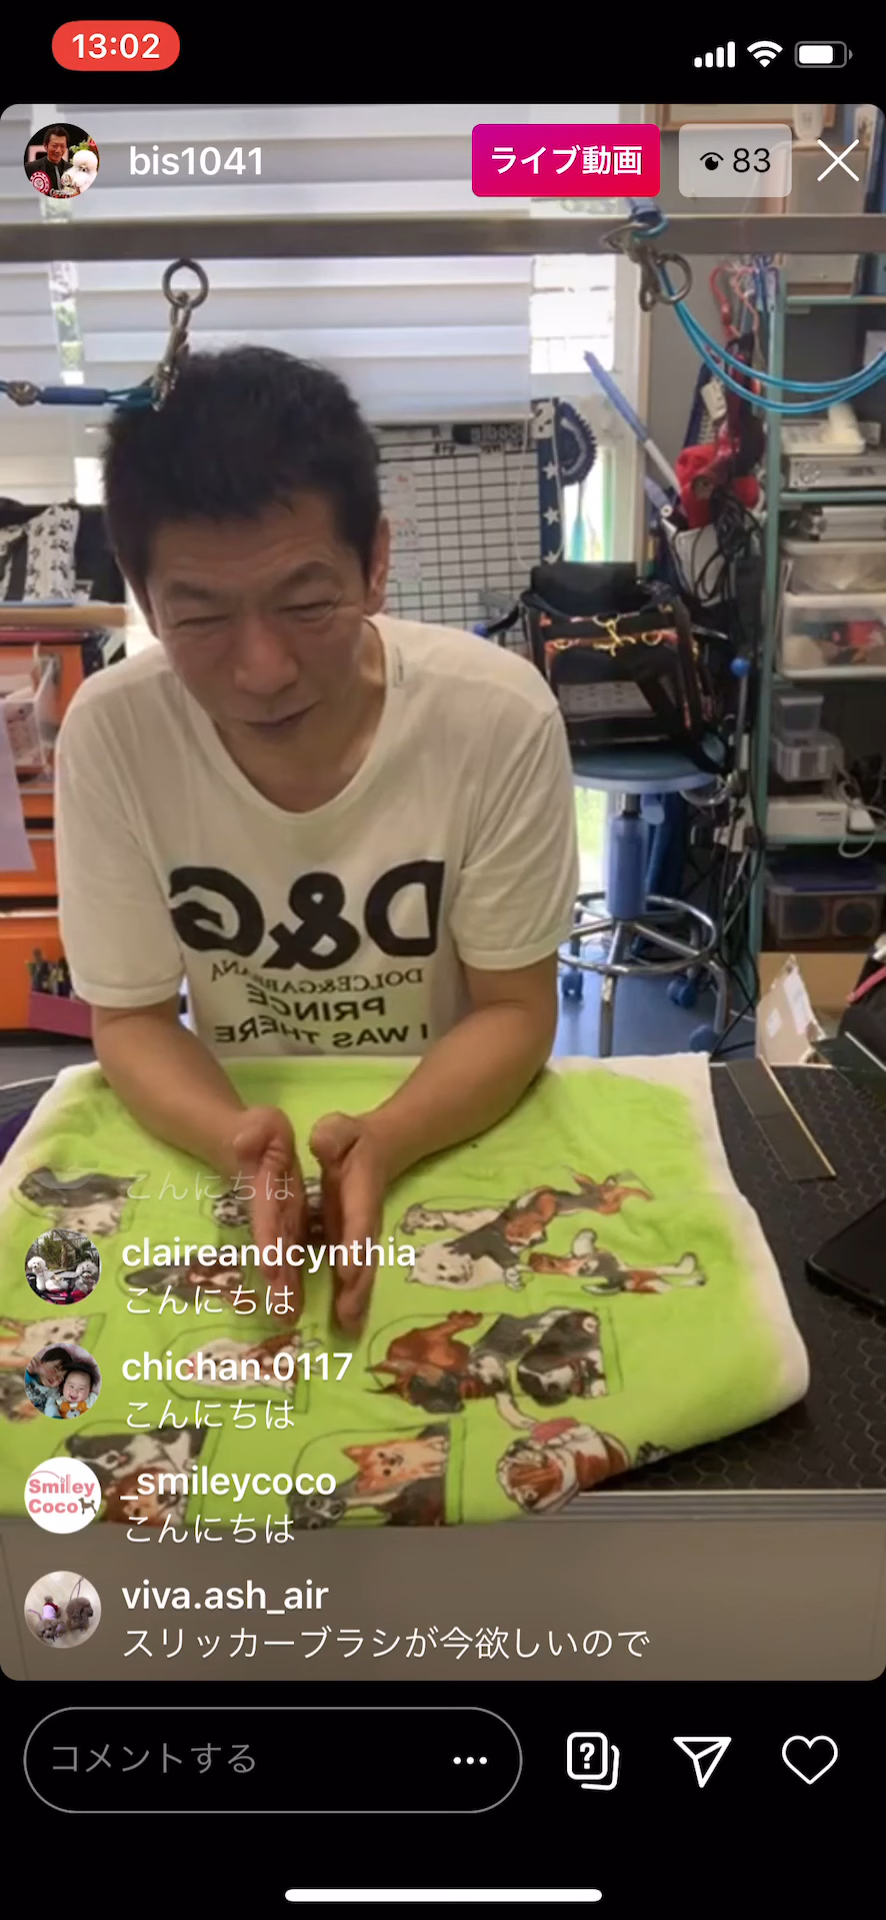 13:02
bis1041
ライブ動画
83
D&G
DOLCE&GABBANA
PRINCE
I WAS THERE
こんにちは
claireandcynthia
こんにちは
chichan.0117
こんにちは
Smiley
Coco
_smileycoco
こんにちは
viva.ash_air
スリッカーブラシが今欲しいので
コメントする